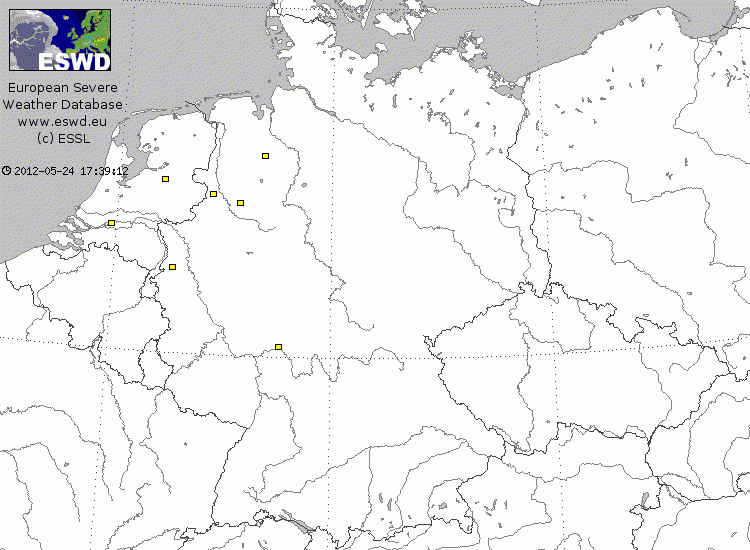 ESWD
European Severe
Weather Database
www.eswd.eu
(c) ESSL
2012-05-24 17:39:12